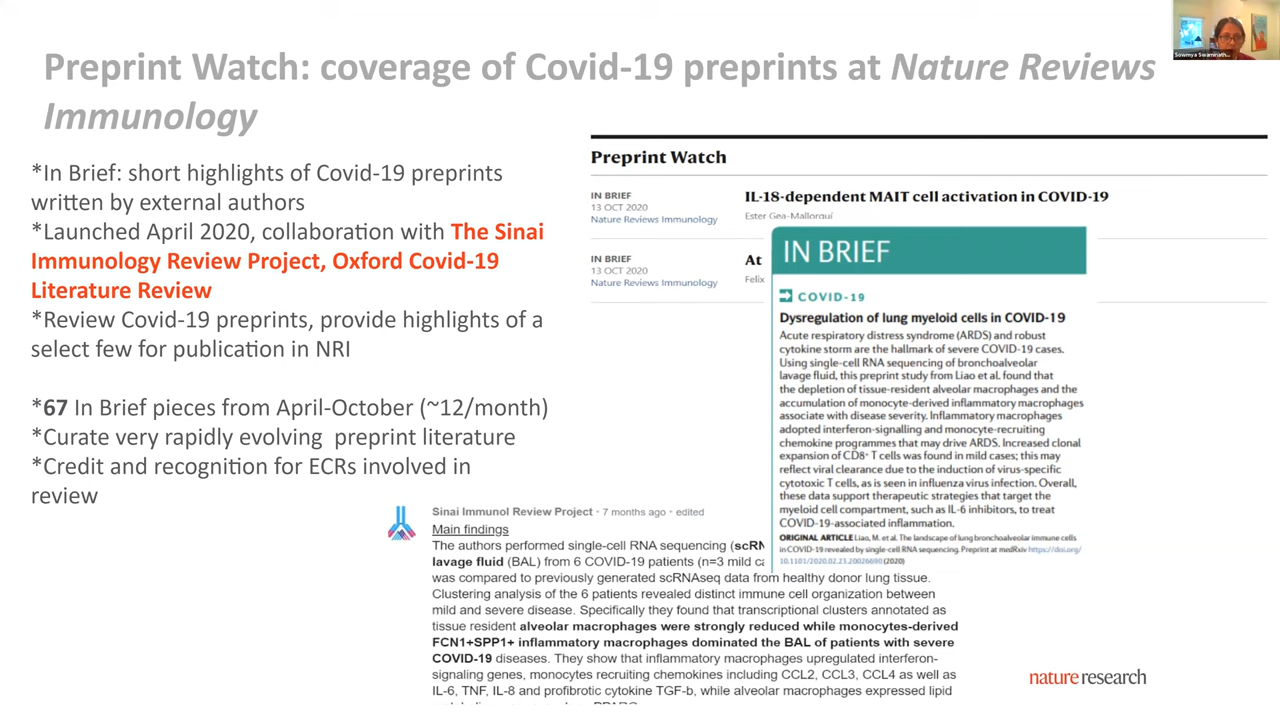 Preprint Watch: coverage of Covid-19 preprints at Nature Reviews
Immunology
*In Brief: short highlights of Covid-19 preprints
written by external authors
*Launched April 2020, collaboration with The Sinai
Immunology Review Project, Oxford Covid-19
Literature Review
*Review Covid-19 preprints, provide highlights of a
select few for publication in NRI
*67 In Brief pieces from April-October (~12/month)
*Curate very rapidly evolving preprint literature
*Credit and recognition for ECRs involved in
review
Preprint Watch
IN BRIEF
13 OCT 2020
Nature Reviews Immunology
IL-18-dependent MAIT cell activation in COVID-19
Ester Gea-Mallorquí
IN BRIEF
13 OCT 2020
Nature Reviews Immunology
At
Felix
IN BRIEF
COVID-19
Dysregulation of lung myeloid cells in COVID-19
Acute respiratory distress syndrome (ARDS) and robust
cytokine storm are the hallmark of severe COVID-19 cases.
Using single-cell RNA sequencing of bronchoalveolar
lavage fluid, this preprint study from Liao et al. found that
the depletion of tissue-resident alveolar macrophages and the
accumulation of monocyte-derived inflammatory macrophages
associate with disease severity. Inflammatory macrophages
adopted interferon-signalling and monocyte-recruiting
chemokine programmes that may drive ARDS. Increased clonal
expansion of CD8⁺ T cells was found in mild cases; this may
reflect viral clearance due to the induction of virus-specific
cytotoxic T cells, as is seen in influenza virus infection. Overall,
these data support therapeutic strategies that target the
myeloid cell compartment, such as IL-6 inhibitors, to treat
COVID-19-associated inflammation.
ORIGINAL ARTICLE Liao, M. et al. The landscape of lung bronchoalveolar immune cells
in COVID-19 revealed by single-cell RNA sequencing. Preprint at medRxiv https://doi.org/
10.1101/2020.02.23.20026690 (2020)
Sinai Immunol Review Project • 7 months ago • edited
Main findings
The authors performed single-cell RNA sequencing (scRN
lavage fluid (BAL) from 6 COVID-19 patients (n=3 mild ca
was compared to previously generated scRNAseq data from healthy donor lung tissue.
Clustering analysis of the 6 patients revealed distinct immune cell organization between
mild and severe disease. Specifically they found that transcriptional clusters annotated as
tissue resident alveolar macrophages were strongly reduced while monocytes-derived
FCN1+SPP1+ inflammatory macrophages dominated the BAL of patients with severe
COVID-19 diseases. They show that inflammatory macrophages upregulated interferon-
signaling genes, monocytes recruiting chemokines including CCL2, CCL3, CCL4 as well as
IL-6, TNF, IL-8 and profibrotic cytokine TGF-b, while alveolar macrophages expressed lipid
nature research